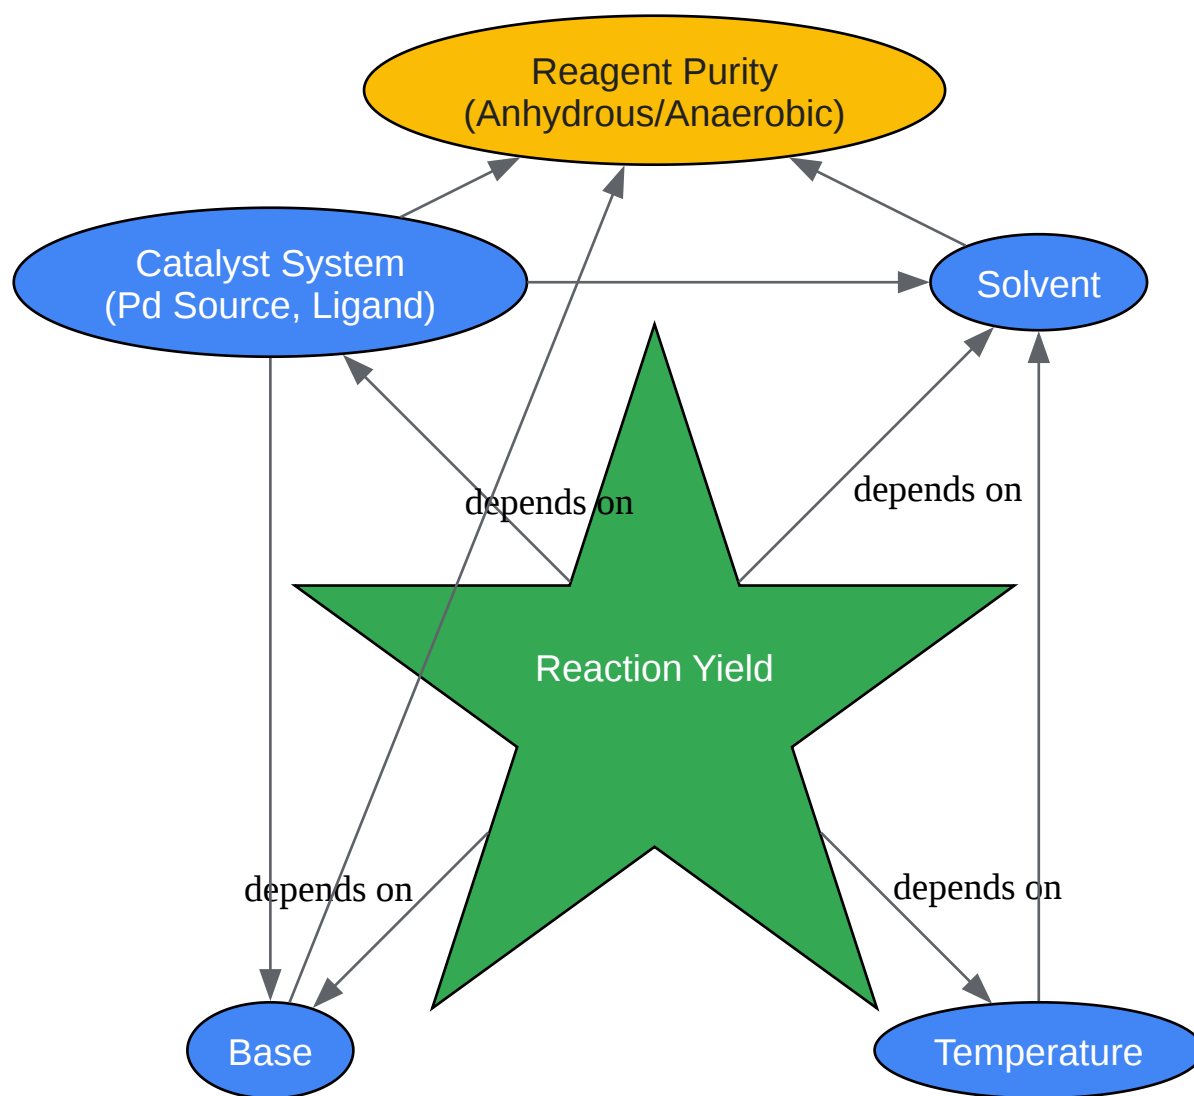 Reagent Purity
(Anhydrous/Anaerobic)
Catalyst System
(Pd Source, Ligand)
Solvent
depends on
depends on
Reaction Yield
depends on
depends on
Base
Temperature